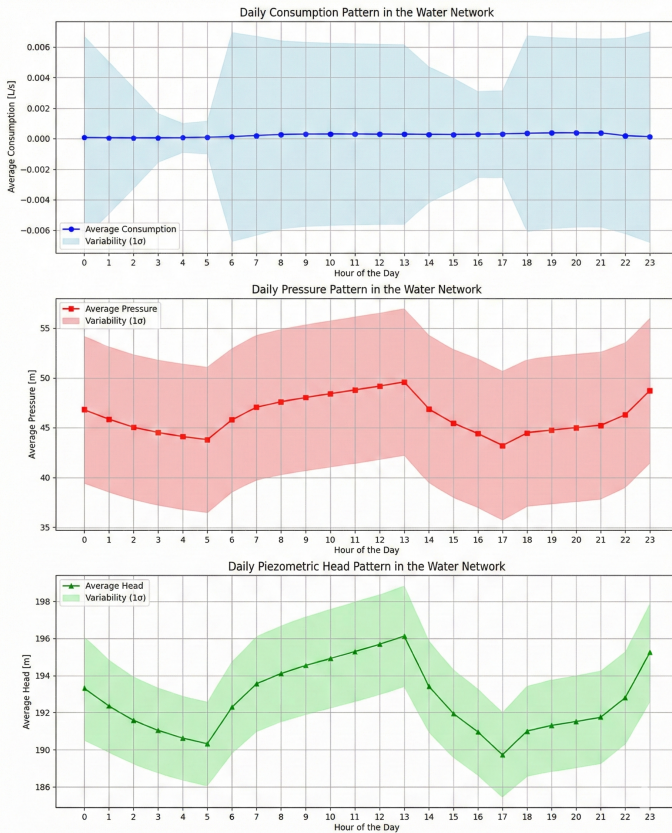 Daily Consumption Pattern in the Water Network
Average Consumption [L/s]
0.006
0.004
0.002
0.000
−0.002
−0.004
−0.006
Average Consumption
Variability (1σ)
0 1 2 3 4 5 6 7 8 9 10 11 12 13 14 15 16 17 18 19 20 21 22 23
Hour of the Day
Daily Pressure Pattern in the Water Network
Average Pressure [m]
55
50
45
40
35
Average Pressure
Variability (1σ)
0 1 2 3 4 5 6 7 8 9 10 11 12 13 14 15 16 17 18 19 20 21 22 23
Hour of the Day
Daily Piezometric Head Pattern in the Water Network
Average Head [m]
198
196
194
192
190
186
Average Head
Variability (1σ)
0 1 2 3 4 5 6 7 8 9 10 11 12 13 14 15 16 17 18 19 20 21 22 23
Hour of the Day